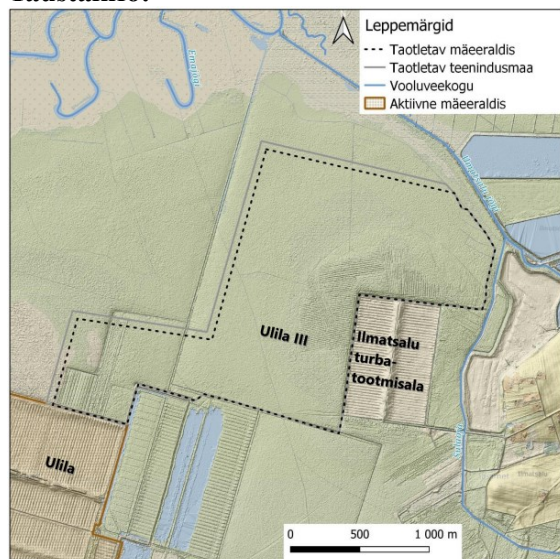 Leppemärgid
Taotletav mäeeraldis
Taotletav teenindusmaa
Vooluveekogu
Aktiivne mäeeraldis
Ulila III
Ilmatsalu
turba-
tootmisala
Ulila
0 500 1 000 m